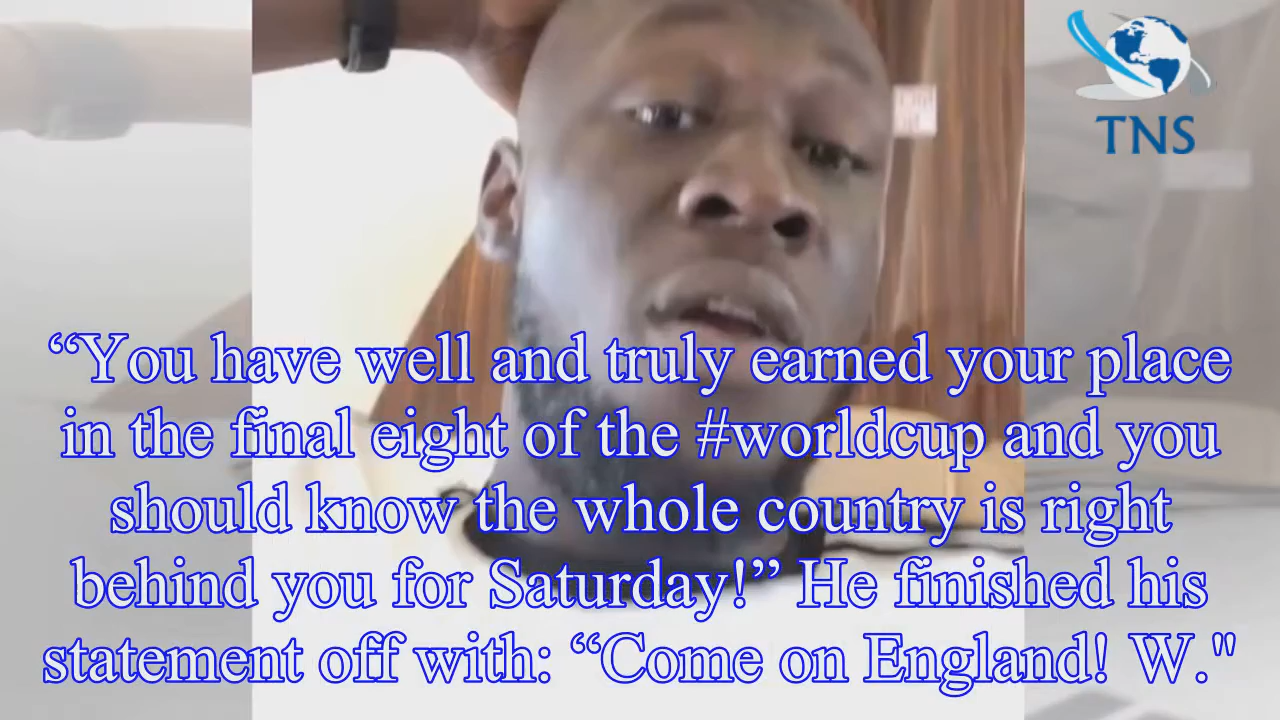 TNS
“You have well and truly earned your place
in the final eight of the #worldcup and you
should know the whole country is right
behind you for Saturday!” He finished his
statement off with: “Come on England! W."